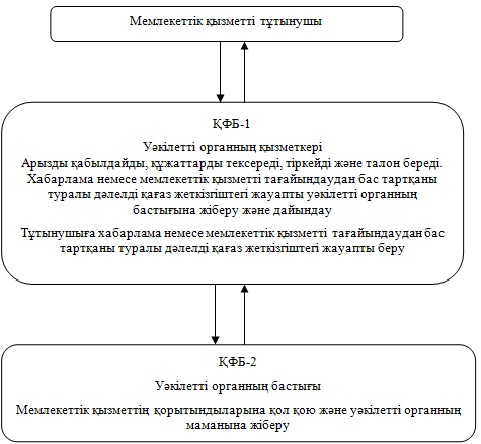 Мемлекеттік қызметті тұтынушы
ҚФБ-1
Уәкілетті органның қызметкері
Арызды қабылдайды, құжаттарды тексереді, тіркейді және талон береді.
Хабарлама немесе мемлекеттік қызметті тағайындаудан бас тартқаны
туралы дәлелді қағаз жеткізгіштегі жауапты уәкілетті органның
бастығына жіберу және дайындау
Тұтынушыға хабарлама немесе мемлекеттік қызметті тағайындаудан бас
тартқаны туралы дәлелді қағаз жеткізгіштегі жауапты беру
ҚФБ-2
Уәкілетті органның бастығы
Мемлекеттік қызметтің қорытындыларына қол қою және уәкілетті органның
маманына жіберу